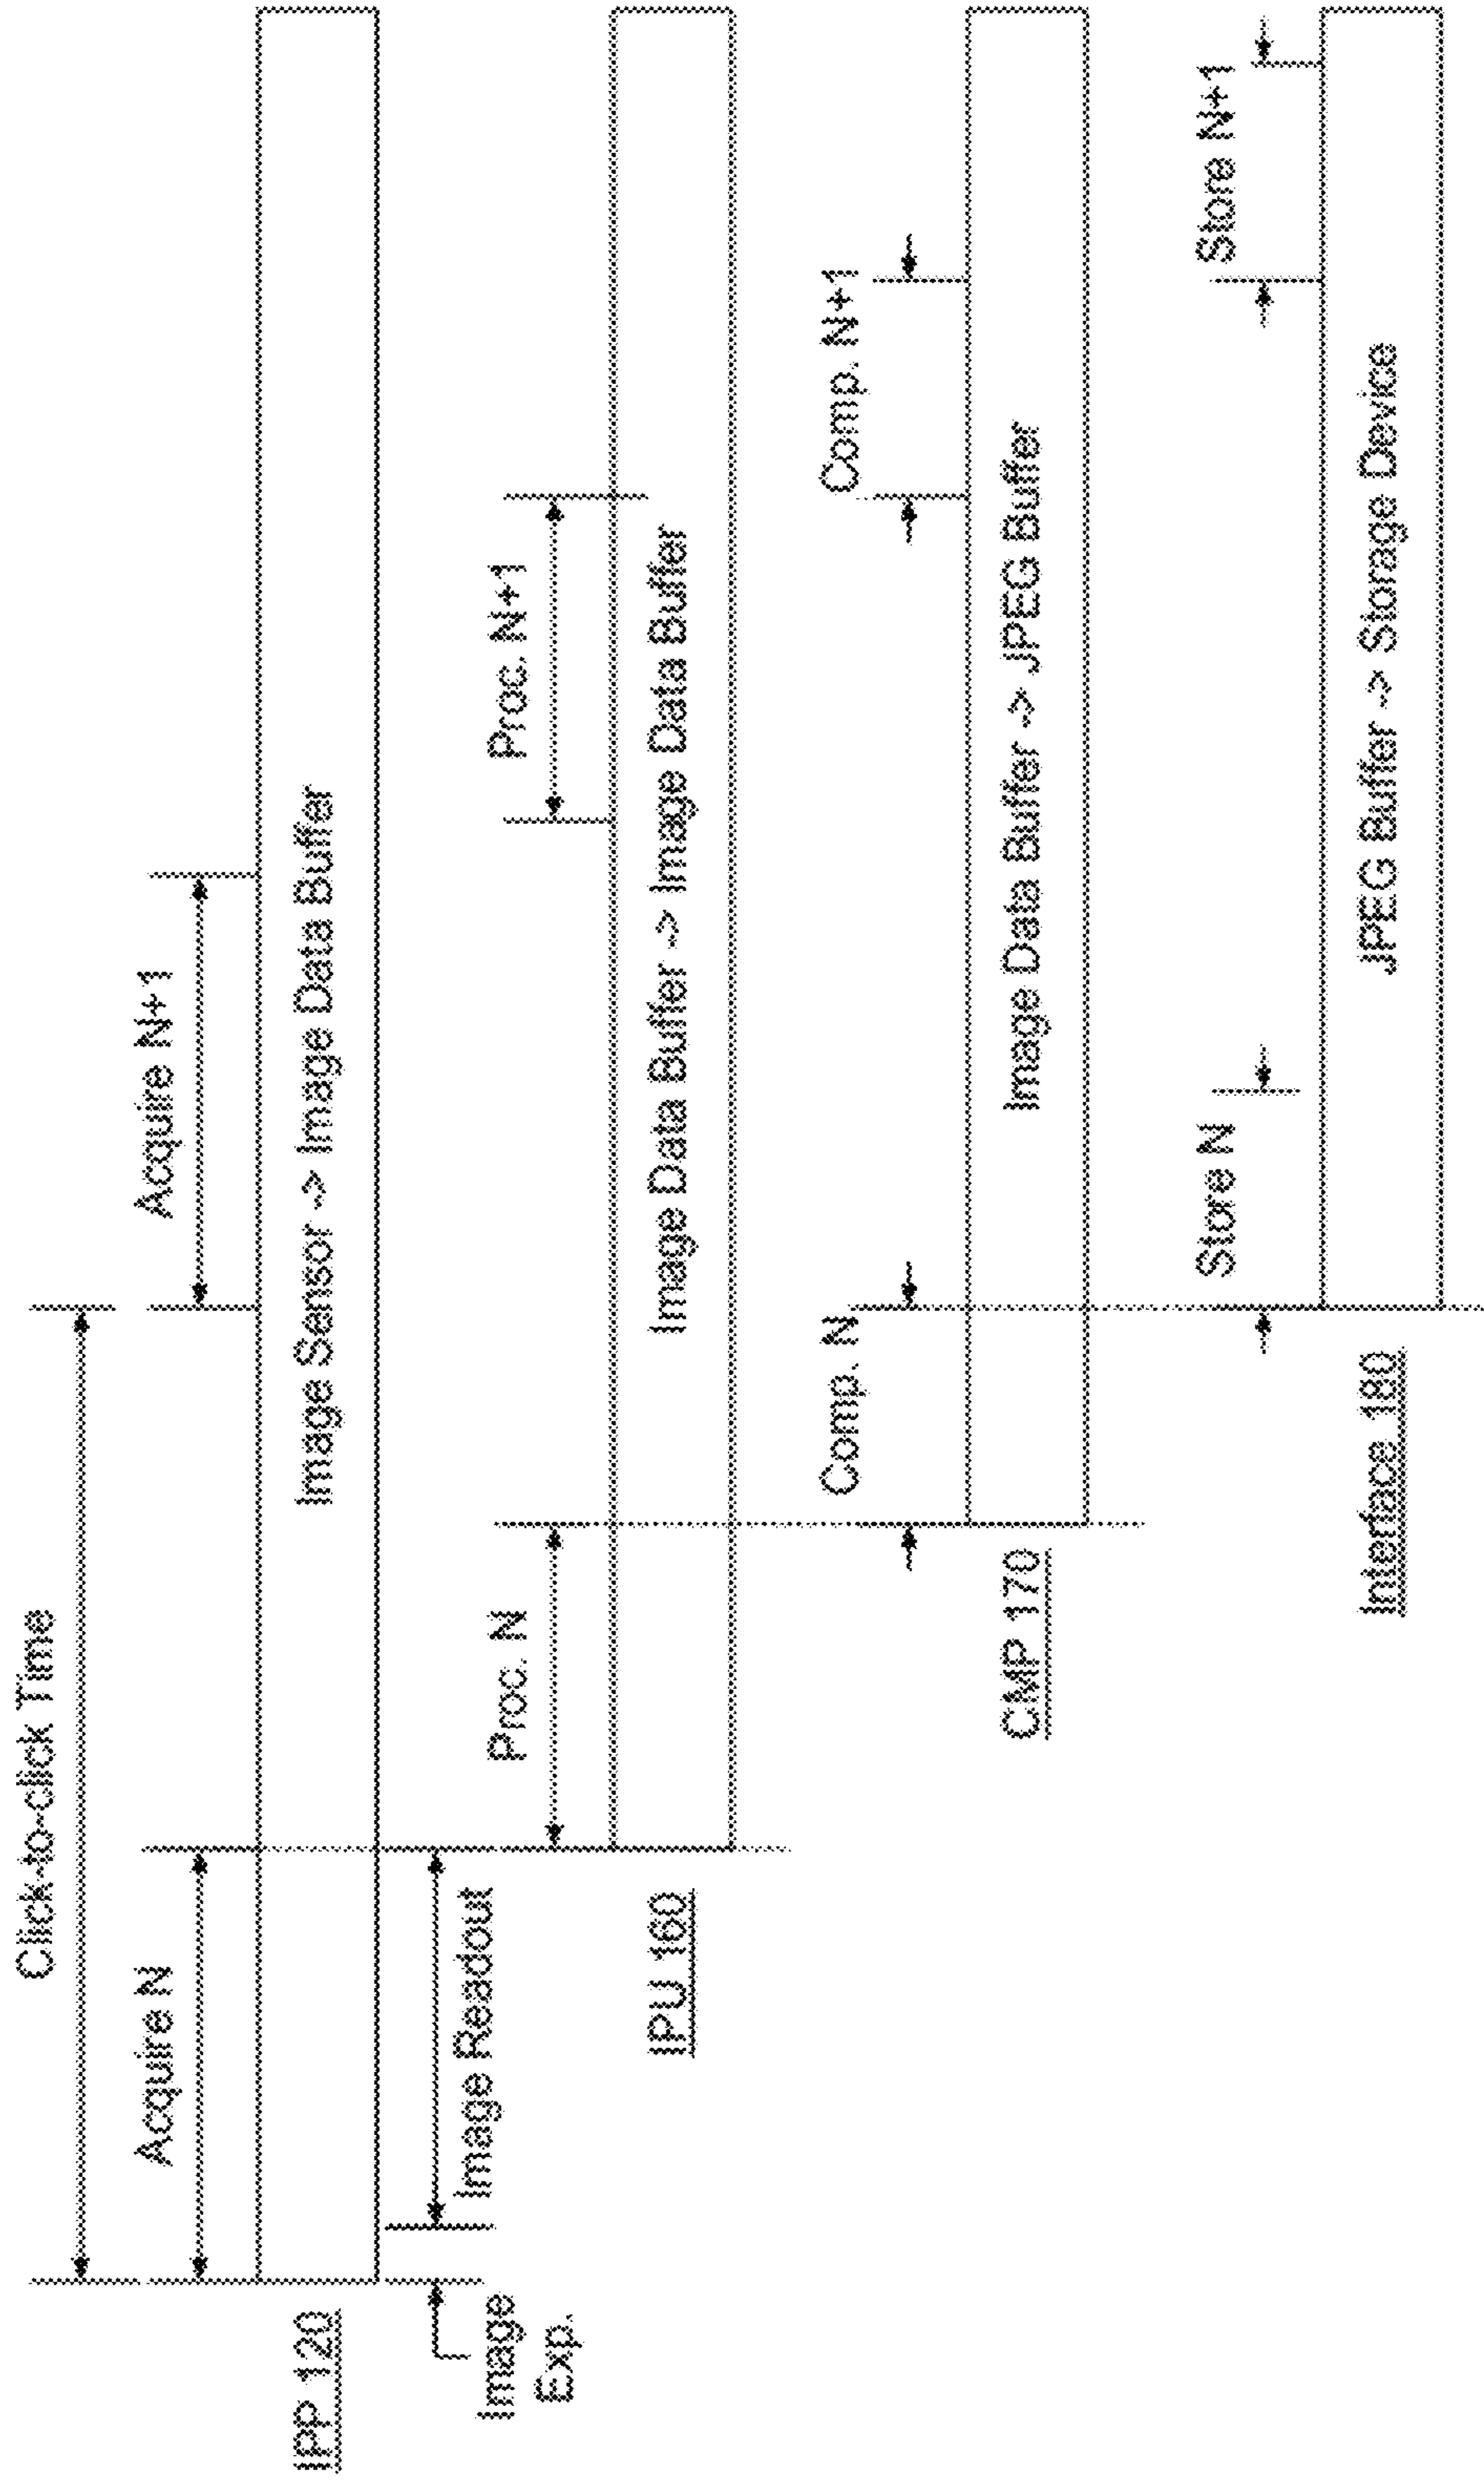 Click-to-click Time
Acquire N
Acquire N+1
IPP 120
Image Sensor -> Image Data Buffer
Image
Exp.
Image Readout
Proc. N
Proc. N+1
IPU 160
Image Data Buffer -> Image Data Buffer
Comp. N
Comp. N+1
CMP 170
Image Data Buffer -> JPEG Buffer
Store N
Store N+1
Interface 180
JPEG Buffer -> Storage Device